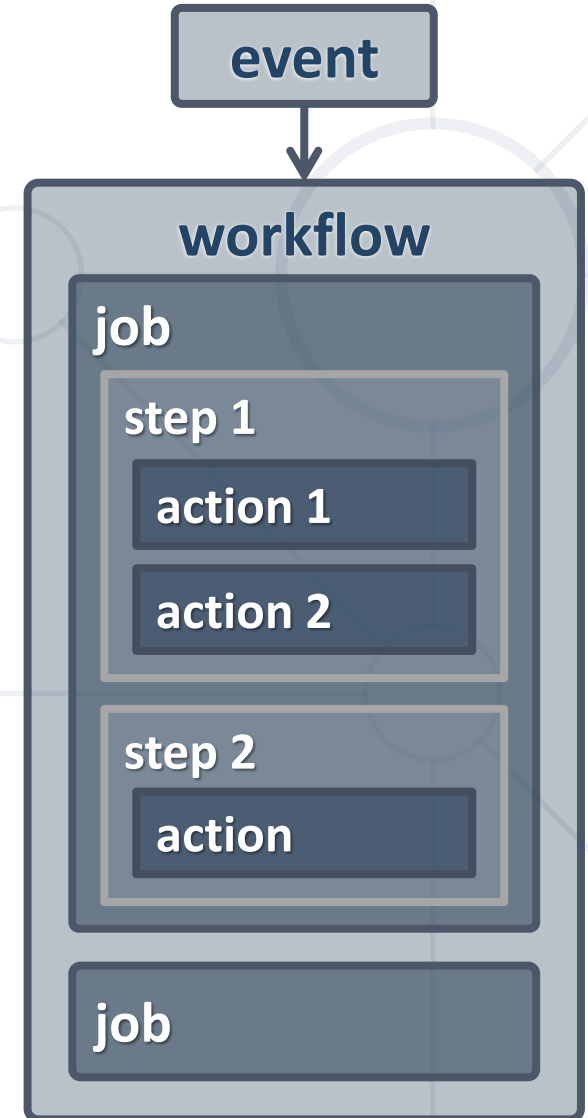 event
workflow
job
step 1
action 1
action 2
step 2
action
job